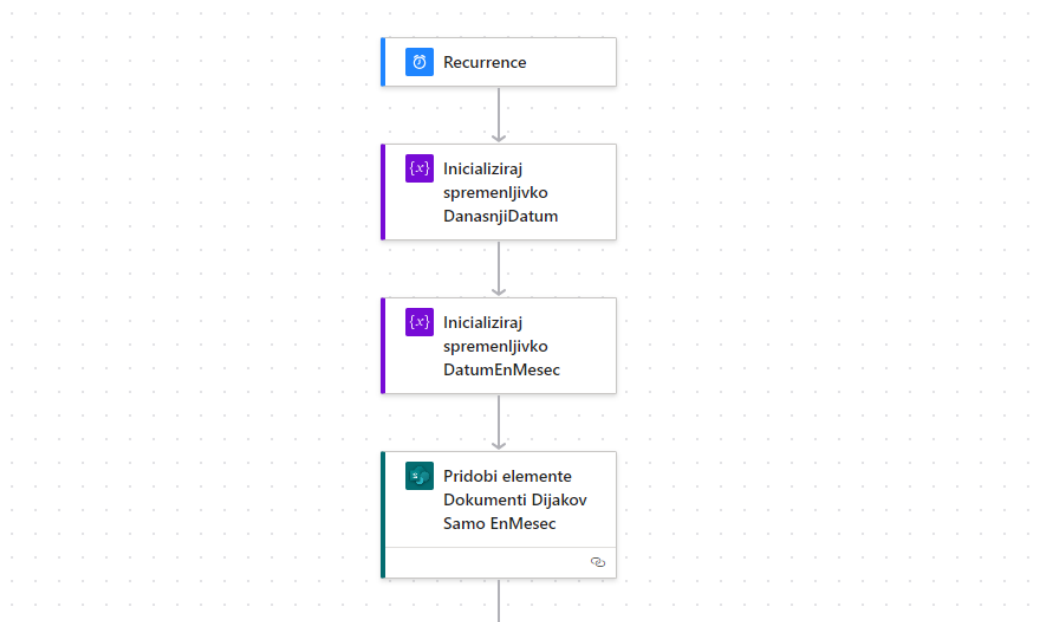 Recurrence
{x} Inicializiraj
spremenljivko
DanasnjiDatum
{x} Inicializiraj
spremenljivko
DatumEnMesec
S Pridobi elemente
Dokumenti Dijakov
Samo EnMesec